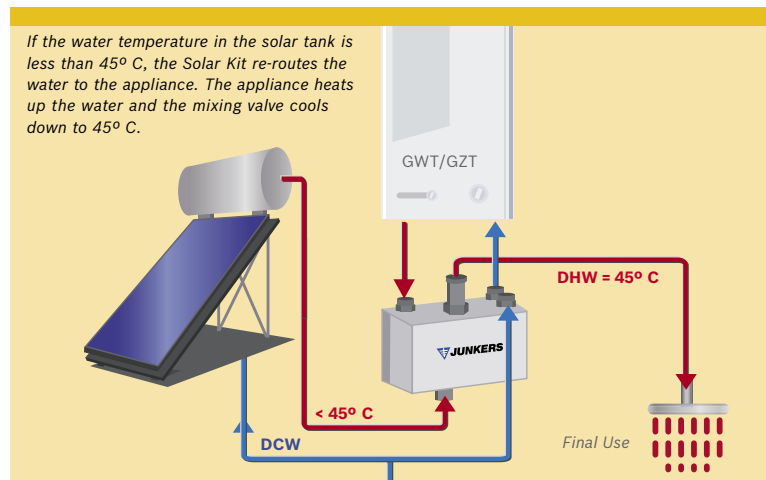 If the water temperature in the solar tank is
less than 45º C, the Solar Kit re-routes the
water to the appliance. The appliance heats
up the water and the mixing valve cools
down to 45º C.
GWT/GZT
DHW = 45º C
JUNKERS
< 45º C
DCW
Final Use